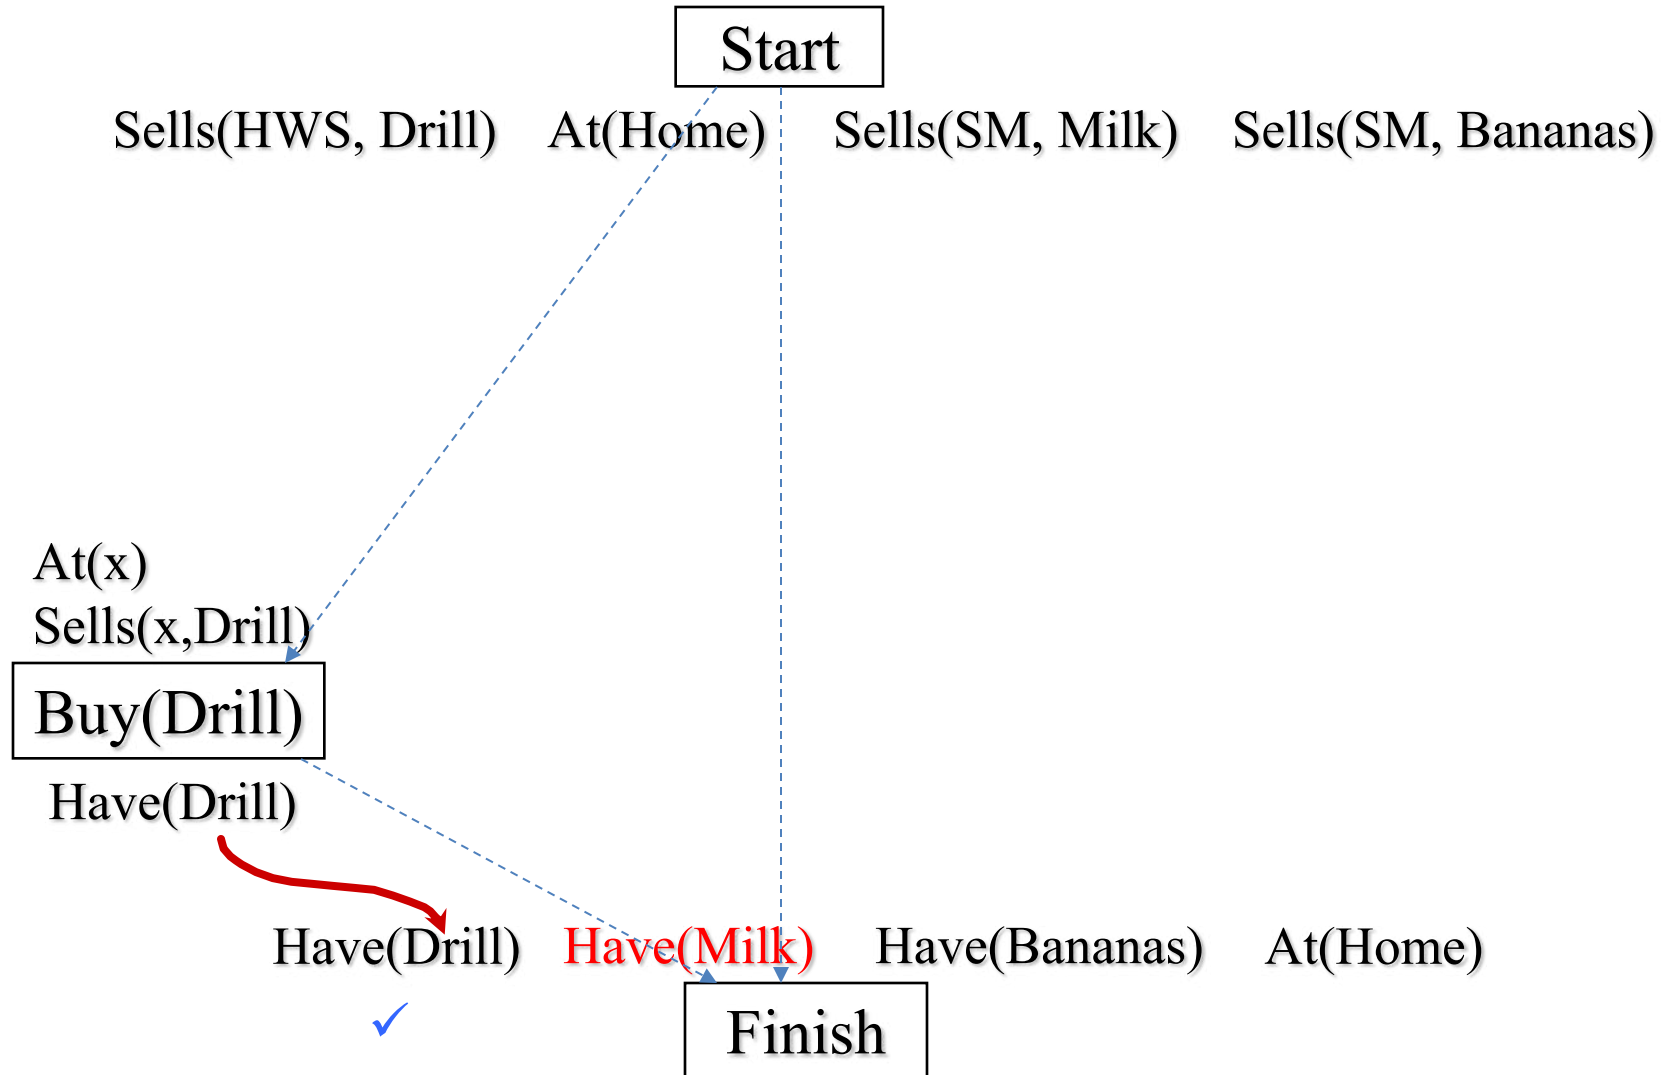 Start
Sells(HWS, Drill) At(Home) Sells(SM, Milk) Sells(SM, Bananas)
At(x)
Sells(x,Drill)
Buy(Drill)
Have(Drill)
Have(Drill) Have(Milk) Have(Bananas) At(Home)
Finish